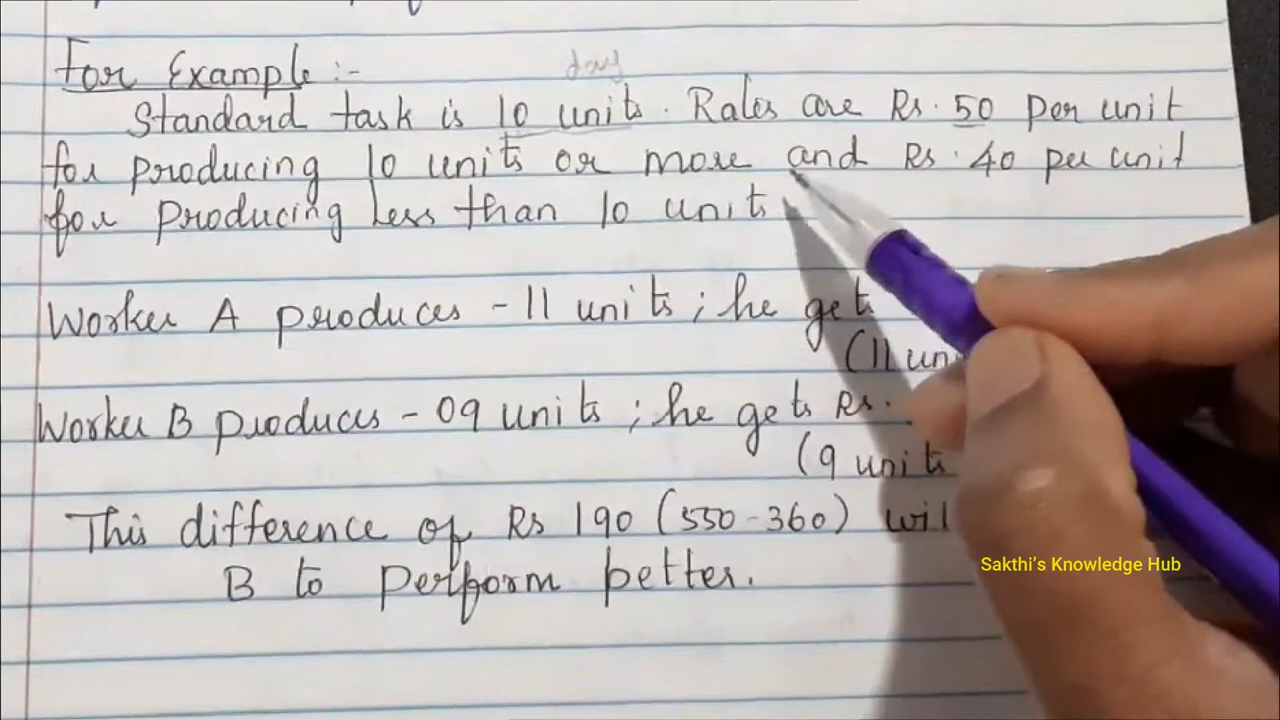 For Example :-
day
Standard task is 10 units. Rates are Rs. 50 per unit
for producing 10 units or more and Rs. 40 per unit
for producing less than 10 units
Worker A produces - 11 units ; he gets
(11 un
Worker B produces - 09 units ; he gets Rs.
(9 units
This difference of Rs 190 (550-360) wil
B to perform better.
Sakthi's Knowledge Hub